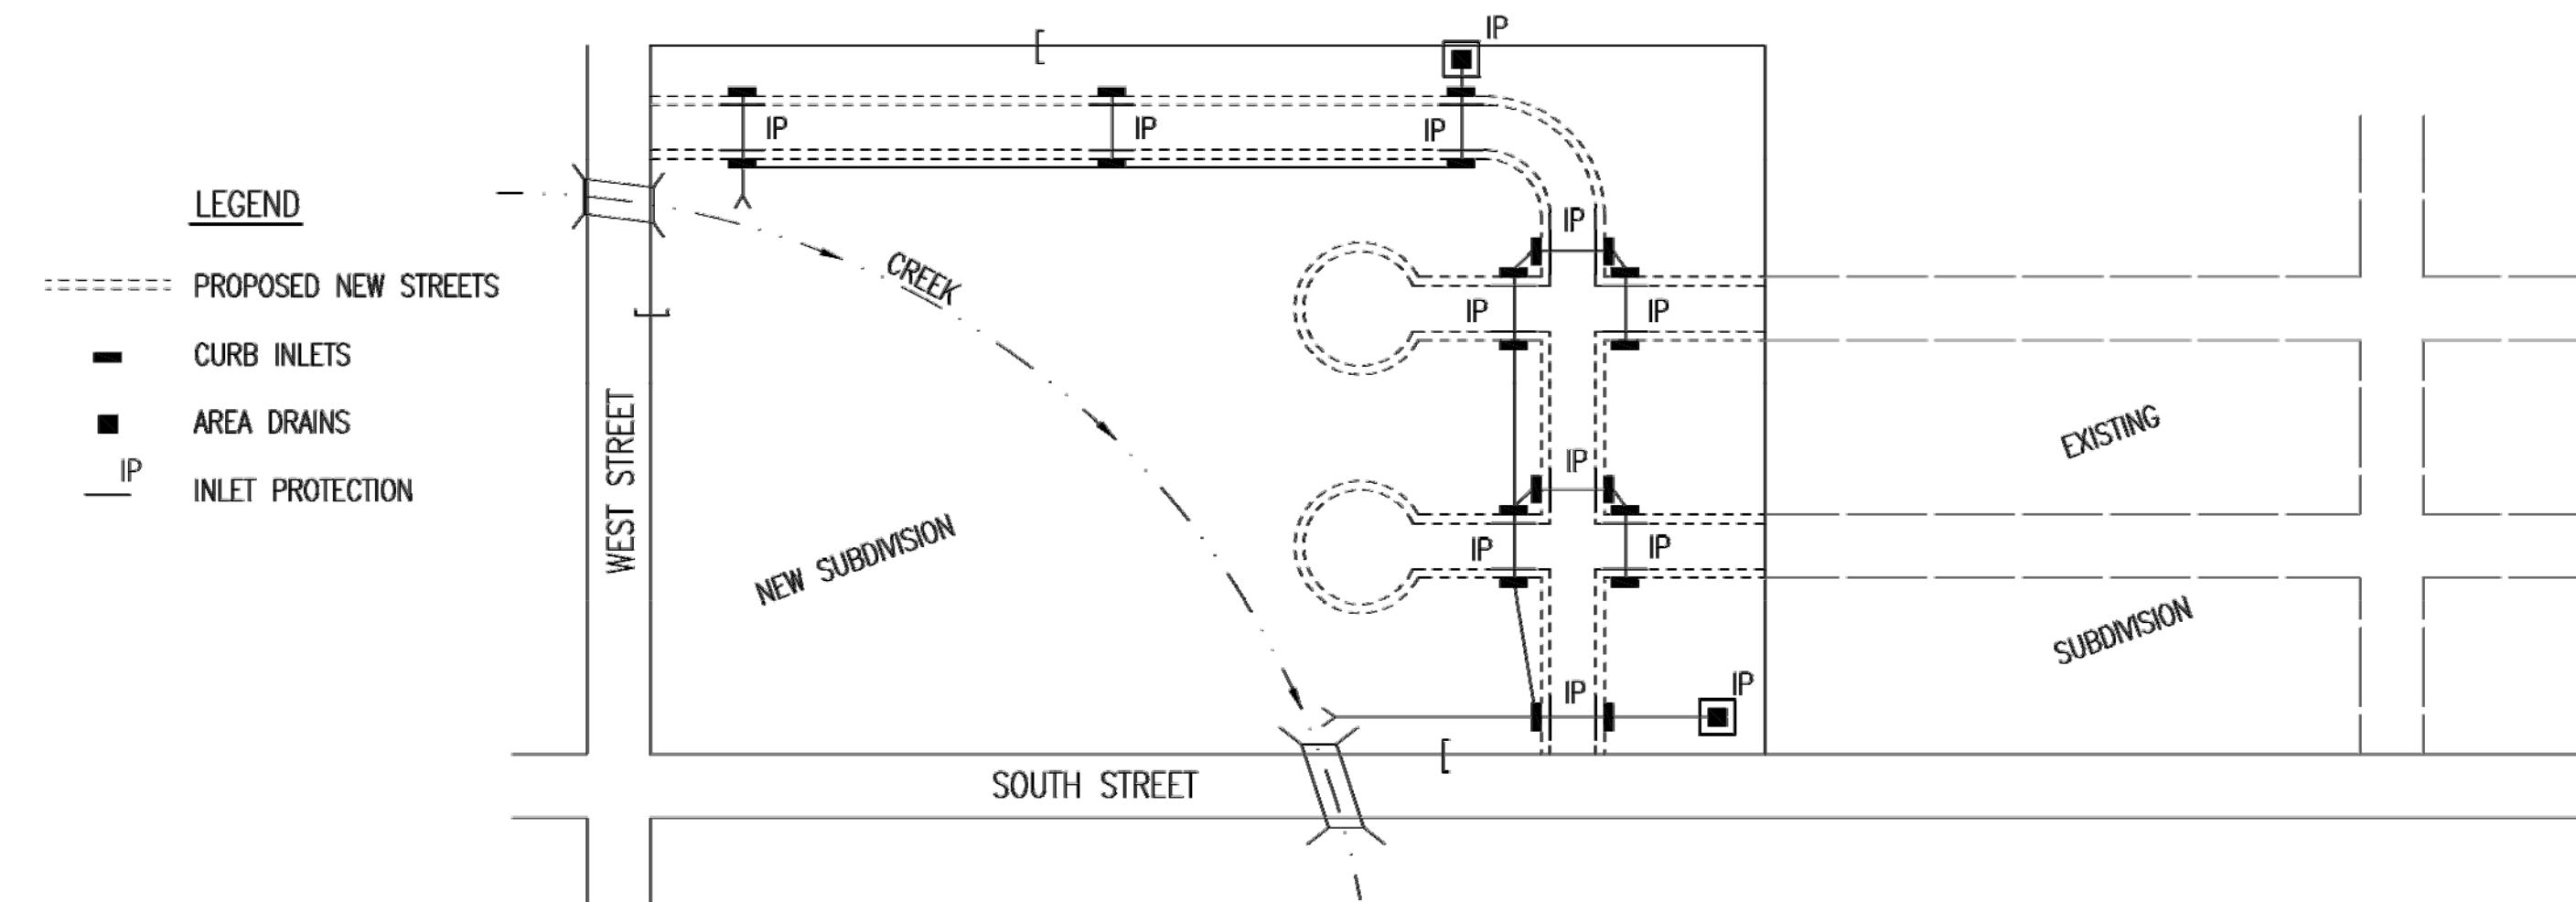 IP
IP
IP
IP
LEGEND
PROPOSED NEW STREETS
CURB INLETS
AREA DRAINS
IP
INLET PROTECTION
CREEK
IP
IP
IP
WEST STREET
NEW SUBDIVISION
EXISTING
SUBDIVISION
IP
IP
IP
IP
IP
SOUTH STREET